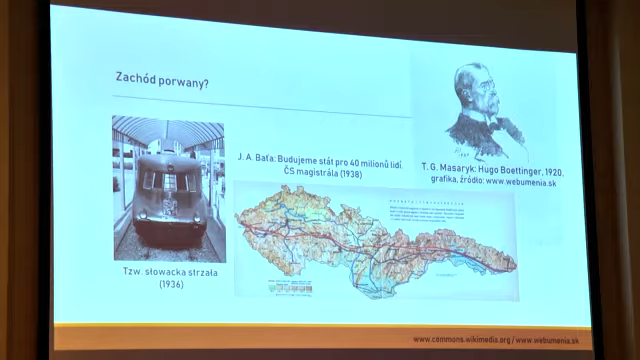 Zachód porwany?
J. A. Baťa: Budujeme stát pro 40 milionů lidí.
ČS magistrála (1938)
T. G. Masaryk: Hugo Boettinger, 1920,
grafika, źródło: www.webumenia.sk
Tzw. słowacka strzała
(1936)
www.commons.wikimedia.org / www.webumenia.sk